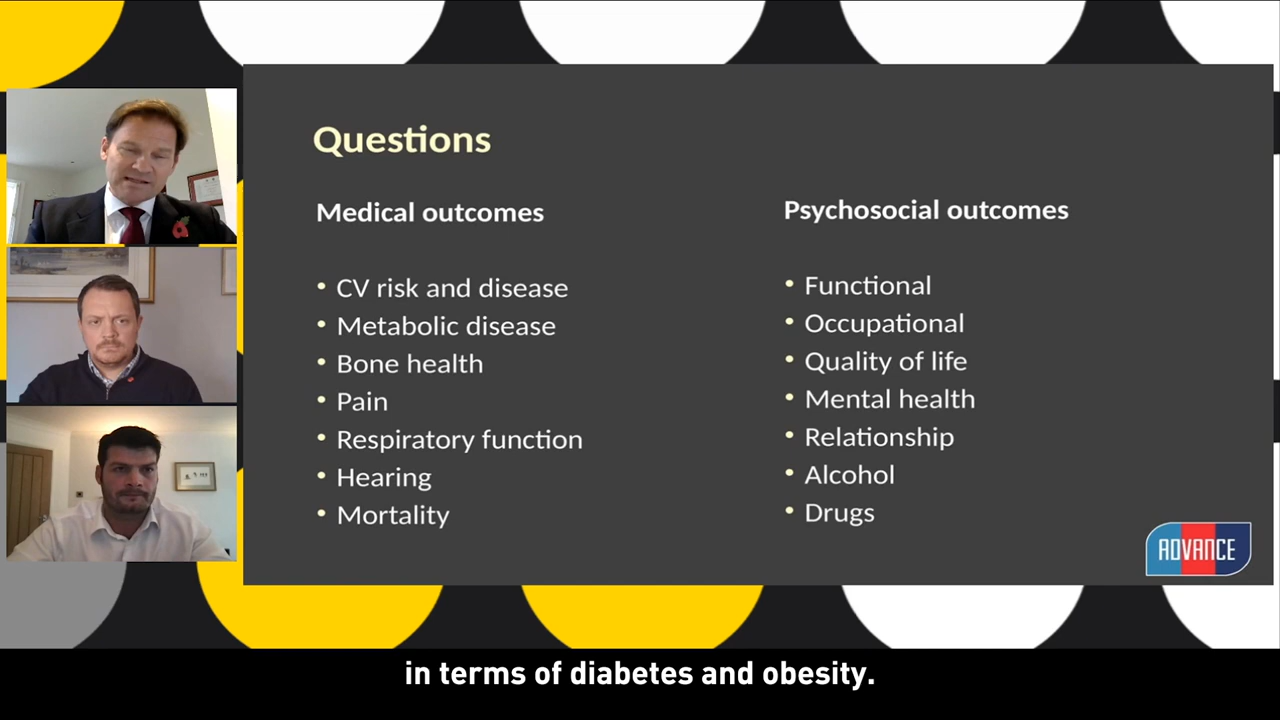 Questions
Medical outcomes
• CV risk and disease
• Metabolic disease
• Bone health
• Pain
• Respiratory function
• Hearing
• Mortality
Psychosocial outcomes
• Functional
• Occupational
• Quality of life
• Mental health
• Relationship
• Alcohol
• Drugs
ADVANCE
in terms of diabetes and obesity.